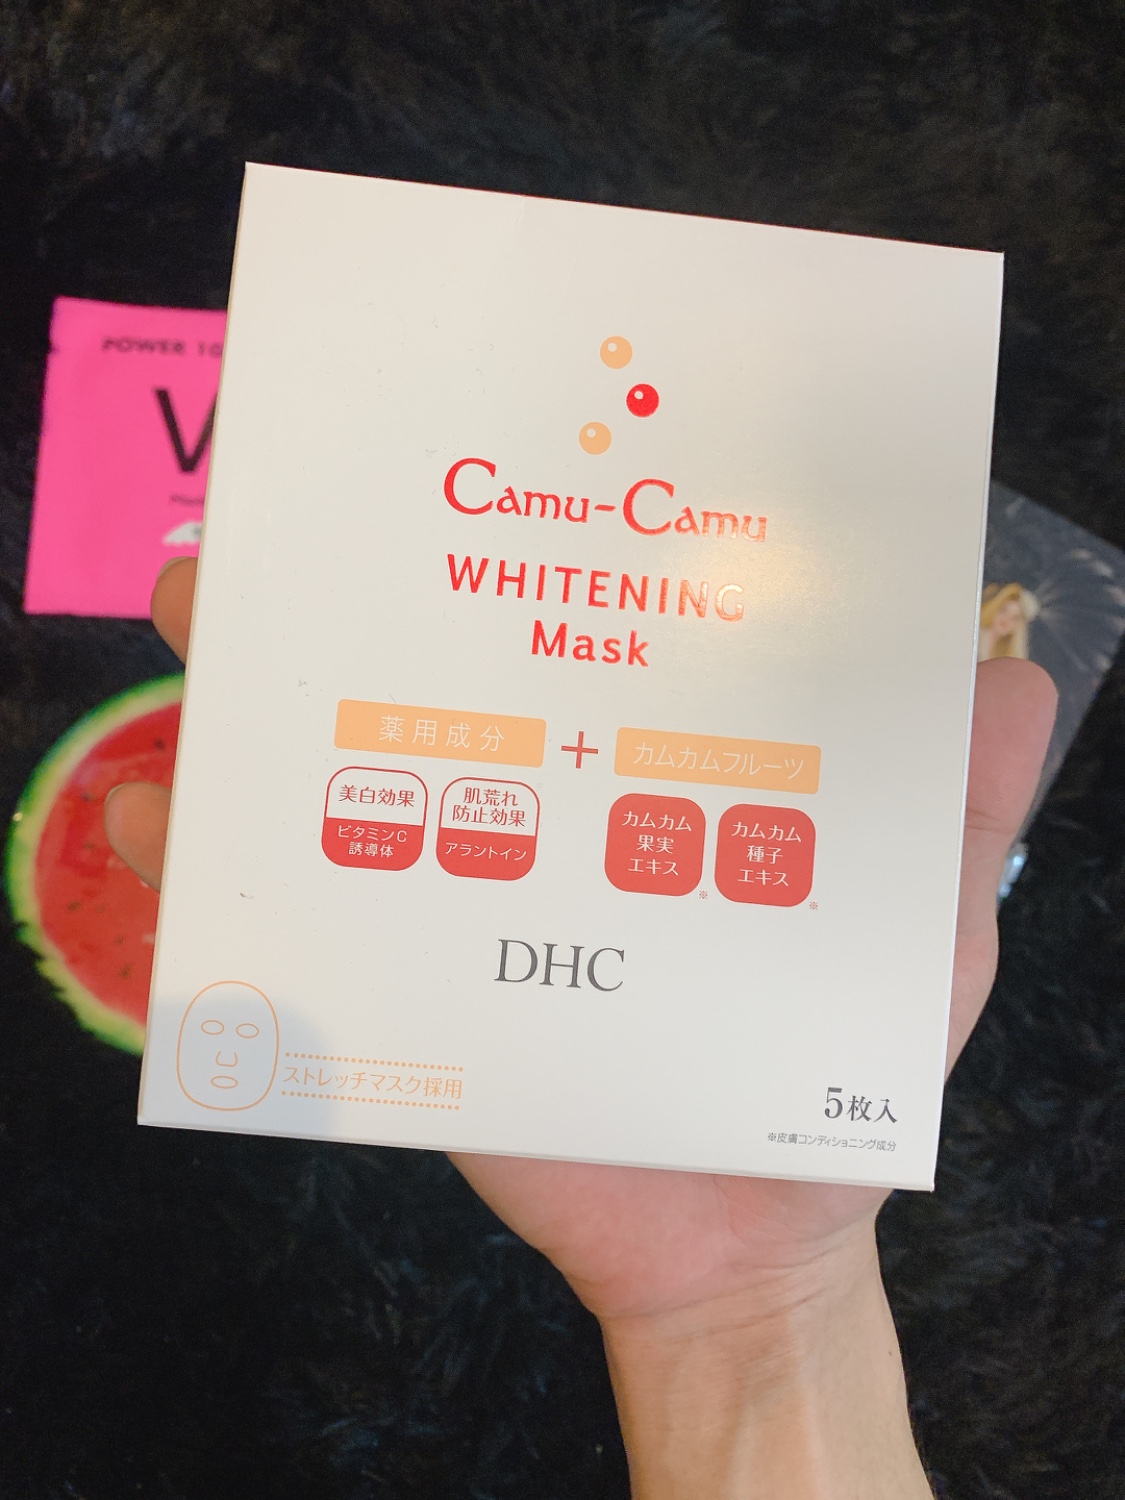 POWER 10
V
Camu-Camu
WHITENING
Mask
薬用成分 + カムカムフルーツ
美白効果
ビタミンC
誘導体
肌荒れ
防止効果
アラントイン
カムカム
果実
エキス
※
カムカム
種子
エキス
※
DHC
ストレッチマスク採用
5枚入
※皮膚コンディショニング成分